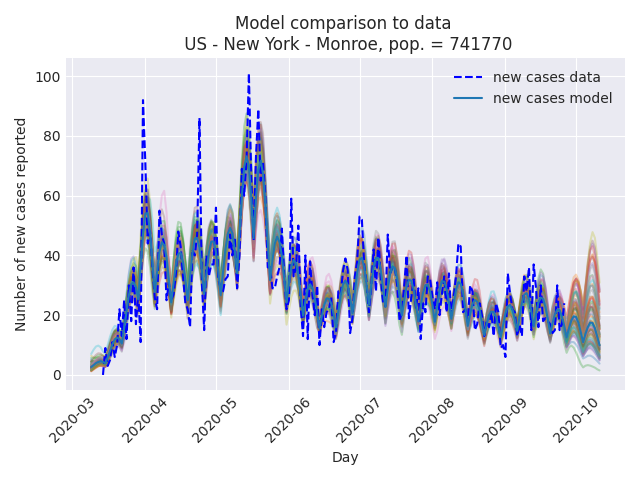 Model comparison to data
US - New York - Monroe, pop. = 741770
new cases data
new cases model
Number of new cases reported
100
80
60
40
20
0
2020-03
2020-04
2020-05
2020-06
2020-07
2020-08
2020-09
2020-10
Day